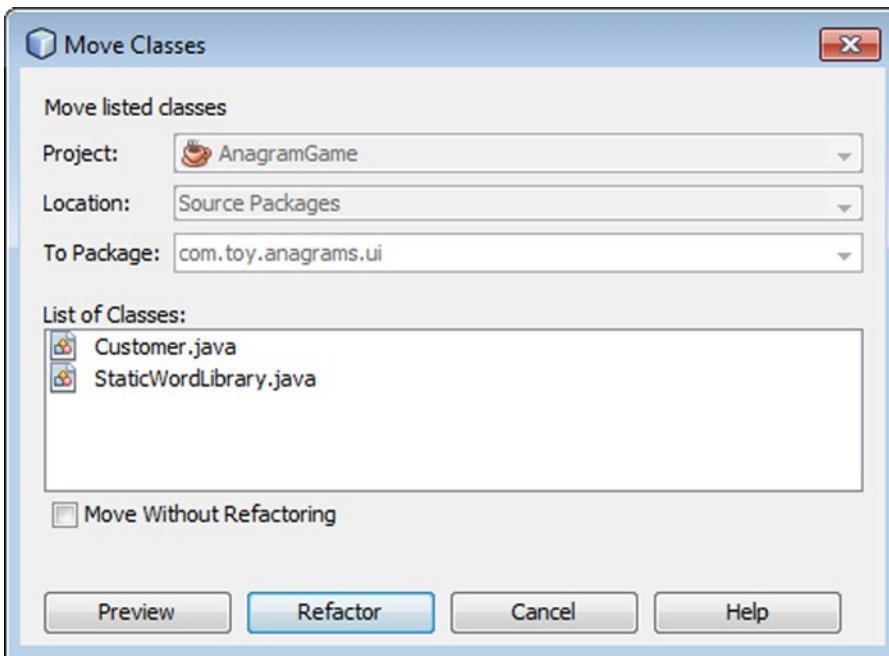 Move Classes
Move listed classes
Project: AnagramGame
Location: Source Packages
To Package: com.toy.anagrams.ui
List of Classes:
Customer.java
StaticWordLibrary.java
Move Without Refactoring
Preview Refactor Cancel Help